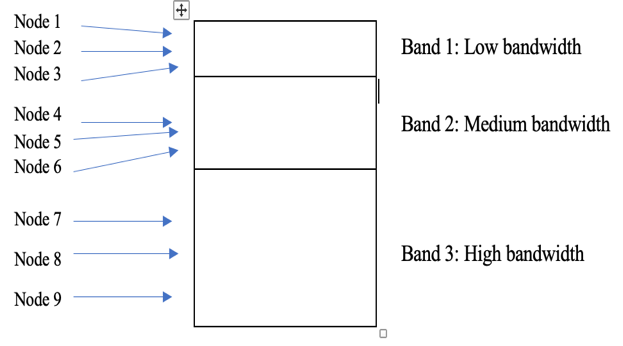 Node 1
Node 2
Node 3
Node 4
Node 5
Node 6
Node 7
Node 8
Node 9
Band 1: Low bandwidth
Band 2: Medium bandwidth
Band 3: High bandwidth